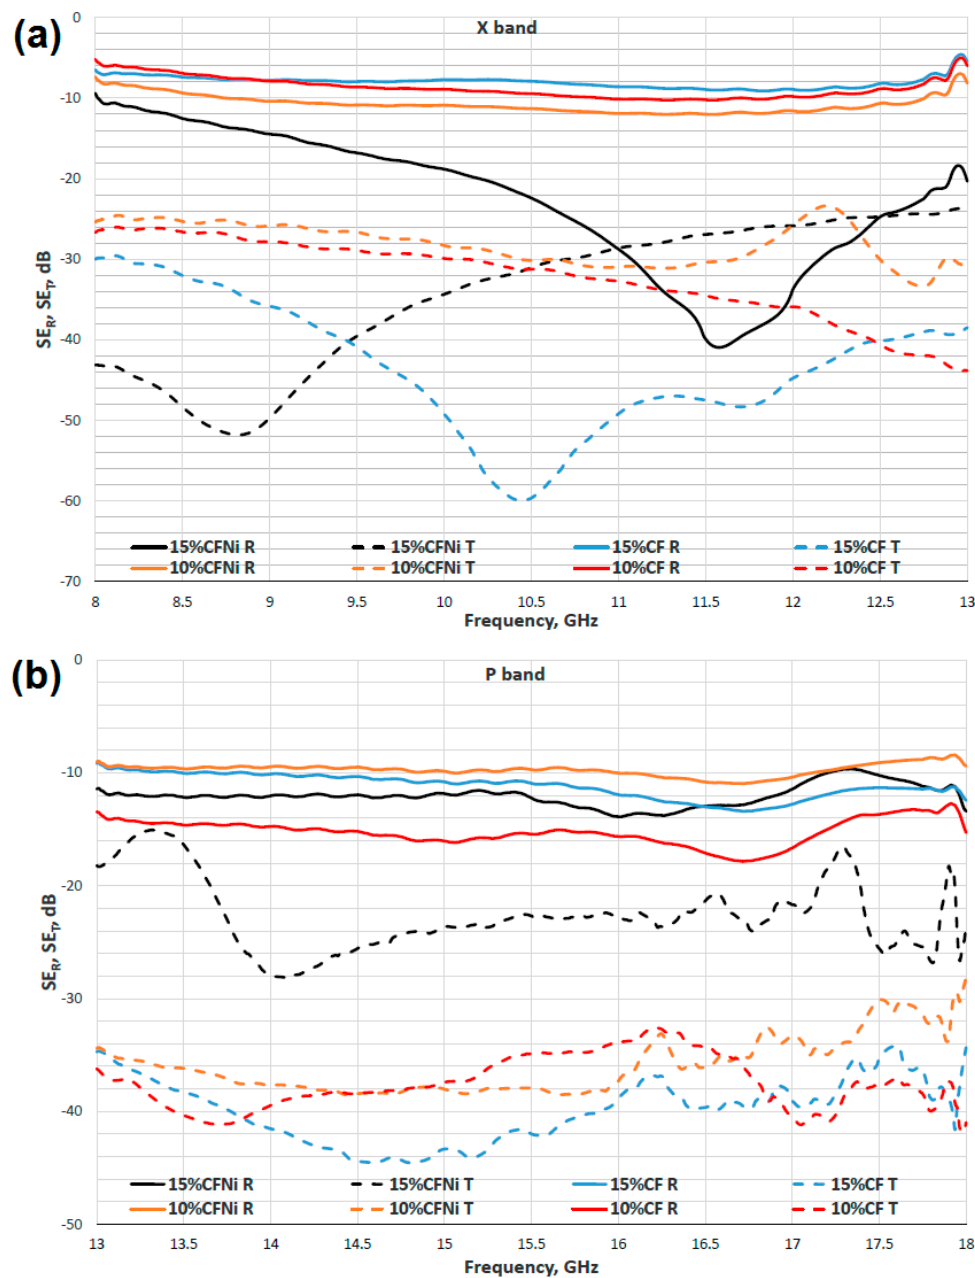 (a)
X band
0
-10
-20
-30
-40
-50
-60
-70
SE_R, SE_T, dB
15%CFNi R 15%CFNi T 15%CF R 15%CF T
10%CFNi R 10%CFNi T 10%CF R 10%CF T
8 8.5 9 9.5 10 10.5 11 11.5 12 12.5 13
Frequency, GHz
(b)
P band
0
-10
-20
-30
-40
-50
SE_R, SE_T, dB
15%CFNi R 15%CFNi T 15%CF R 15%CF T
10%CFNi R 10%CFNi T 10%CF R 10%CF T
13 13.5 14 14.5 15 15.5 16 16.5 17 17.5 18
Frequency, GHz